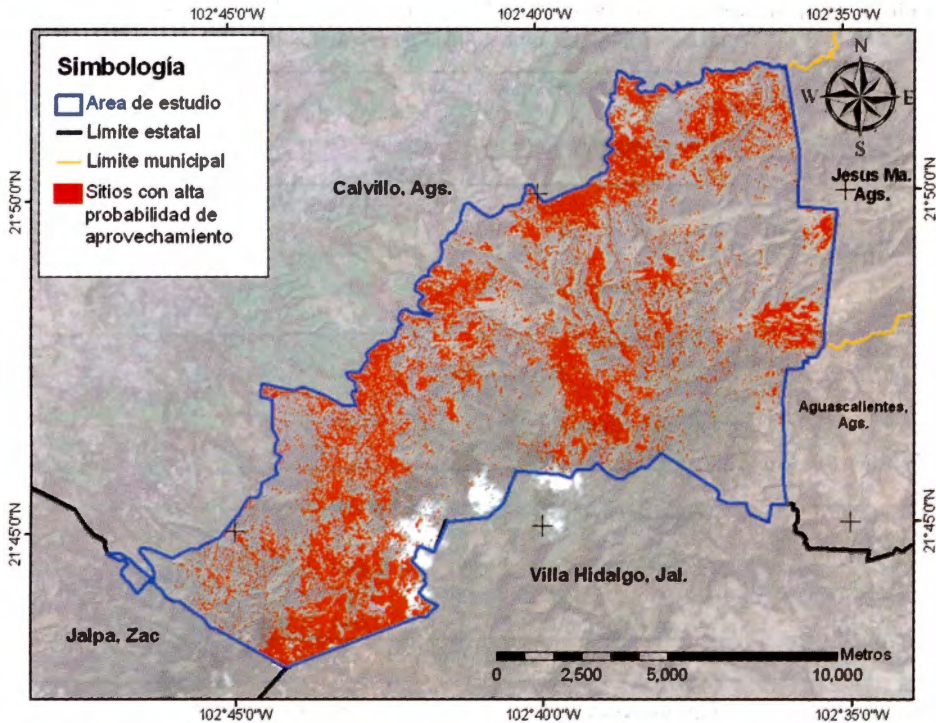 102°45'0"W
102°40'0"W
102°35'0"W
Simbología
Area de estudio
Límite estatal
Límite municipal
Sitios con alta
probabilidad de
aprovechamiento
N
W
E
S
21°50'0"N
21°50'0"N
Calvillo, Ags.
Jesus Ma.
Ags.
Aguascalientes,
Ags.
21°45'0"N
21°45'0"N
Villa Hidalgo, Jal.
Jalpa, Zac
Metros
0
2,500
5,000
10,000
102°45'0"W
102°40'0"W
102°35'0"W